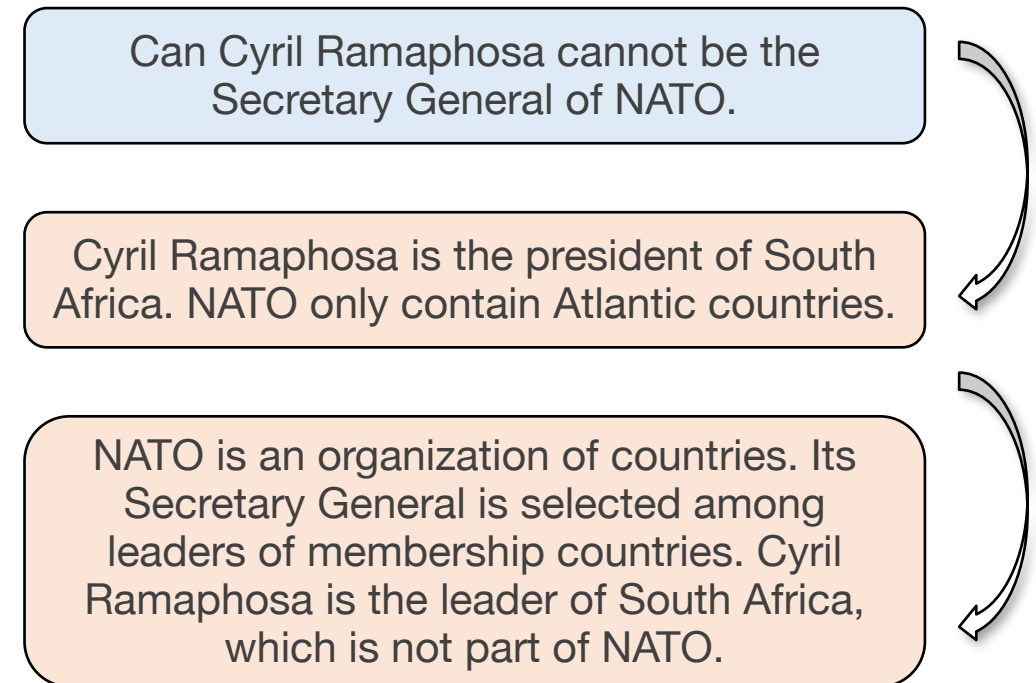 Can Cyril Ramaphosa cannot be the
Secretary General of NATO.
Cyril Ramaphosa is the president of South
Africa. NATO only contain Atlantic countries.
NATO is an organization of countries. Its
Secretary General is selected among
leaders of membership countries. Cyril
Ramaphosa is the leader of South Africa,
which is not part of NATO.